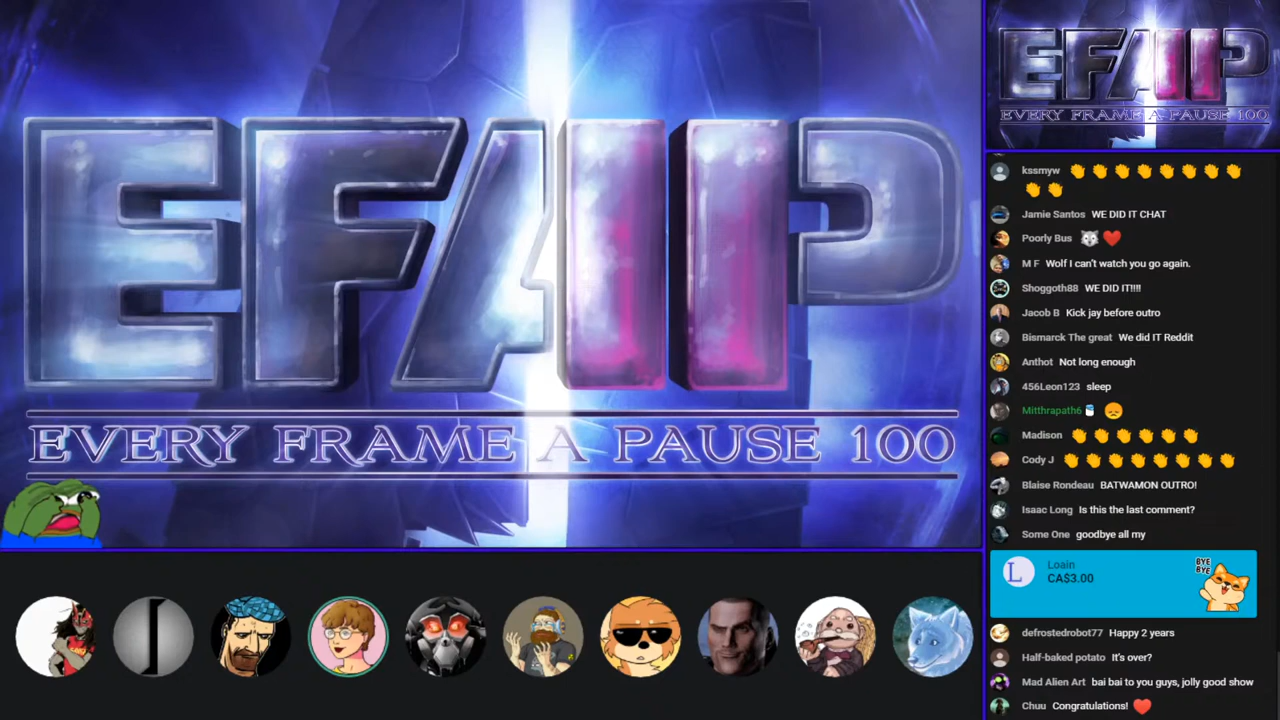 EFAIIP
EVERY FRAME A PAUSE 100
EFAIIP
EVERY FRAME A PAUSE 100
kssmyw 👏 👏 👏 👏 👏 👏 👏 👏
👏 👏
Jamie Santos WE DID IT CHAT
Poorly Bus 🐺 ❤️
M F Wolf I can't watch you go again.
Shoggoth88 WE DID IT!!!!
Jacob B Kick jay before outro
Bismarck The great We did IT Reddit
Anthot Not long enough
456Leon123 sleep
Mitthrapath6 😞
Madison 👏 👏 👏 👏 👏 👏
Cody J 👏 👏 👏 👏 👏 👏 👏 👏
Blaise Rondeau BATWAMON OUTRO!
Isaac Long Is this the last comment?
Some One goodbye all my
L
Loain
CA$3.00
BYE
BYE
defrostedrobot77 Happy 2 years
Half-baked potato It's over?
Mad Alien Art bai bai to you guys, jolly good show
Chuu Congratulations! ❤️